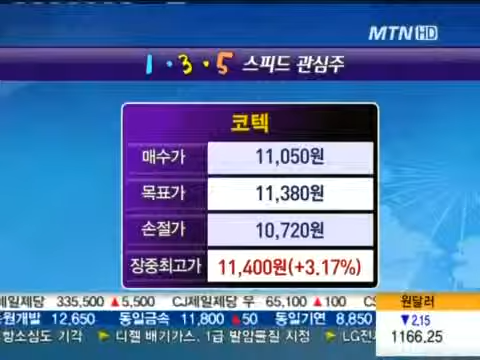 MTN HD
1·3·5 스피드 관심주
코텍
매수가 11,050원
목표가 11,380원
손절가 10,720원
장중최고가 11,400원(+3.17%)
제일제당 335,500 ▲5,500 CJ제일제당 우 65,100 ▲100
원개발 12,650 동일금속 11,800 ▲50 동일기연 8,850
항소심도 기각 ▶ 디젤 배기가스, 1급 발암물질 지정 ▶ LG전
원달러
▼2.15
1166.25